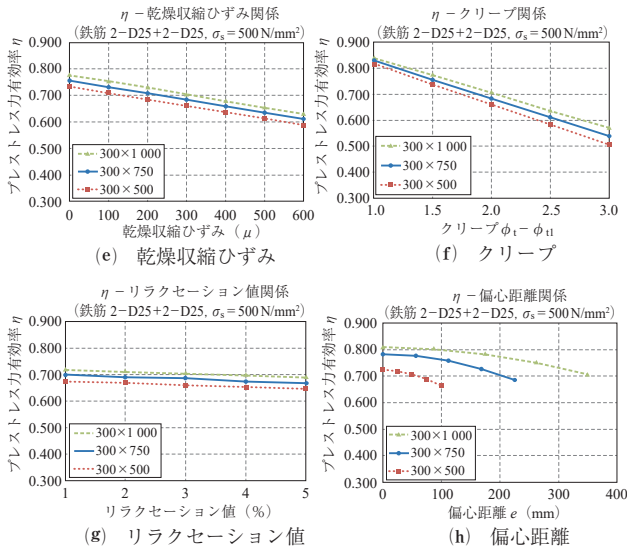 η－乾燥収縮ひずみ関係
(鉄筋 2－D25＋2－D25, σs＝500 N/mm²)
プレストレス力有効率 η
0.900
0.800
0.700
0.600
0.500
0.400
0.300
300×1 000
300×750
300×500
0 100 200 300 400 500 600
乾燥収縮ひずみ（μ）
(e) 乾燥収縮ひずみ
η－クリープ関係
(鉄筋 2－D25＋2－D25, σs＝500 N/mm²)
プレストレス力有効率 η
0.900
0.800
0.700
0.600
0.500
0.400
0.300
300×1 000
300×750
300×500
1.0 1.5 2.0 2.5 3.0
クリープ φt－φt1
(f) クリープ
η－リラクセーション値関係
(鉄筋 2－D25＋2－D25, σs＝500 N/mm²)
プレストレス力有効率 η
0.900
0.800
0.700
0.600
0.500
0.400
0.300
300×1 000
300×750
300×500
1 2 3 4 5
リラクセーション値（%）
(g) リラクセーション値
η－偏心距離関係
(鉄筋 2－D25＋2－D25, σs＝500 N/mm²)
プレストレス力有効率 η
0.900
0.800
0.700
0.600
0.500
0.400
0.300
300×1 000
300×750
300×500
0 100 200 300 400
偏心距離 e（mm）
(h) 偏心距離